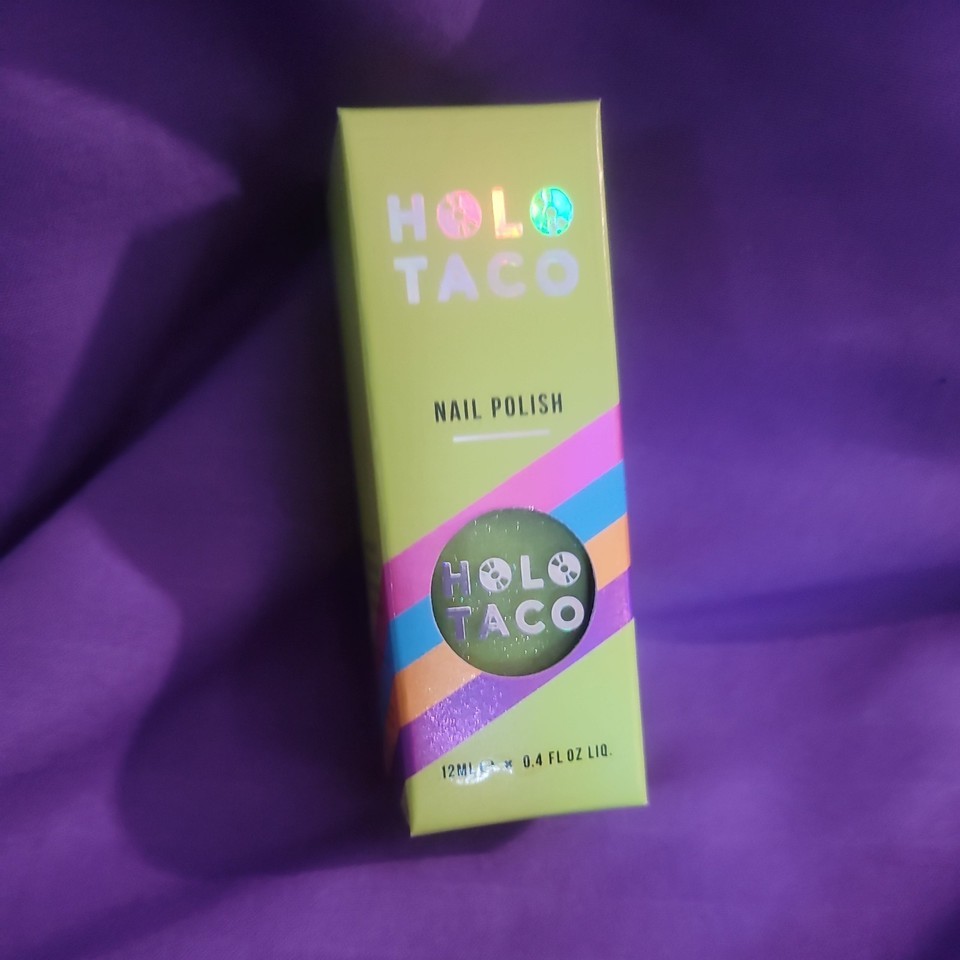 HOLO
TACO
NAIL POLISH
HOLO
TACO
12ML 0.4 FL OZ LIQ.